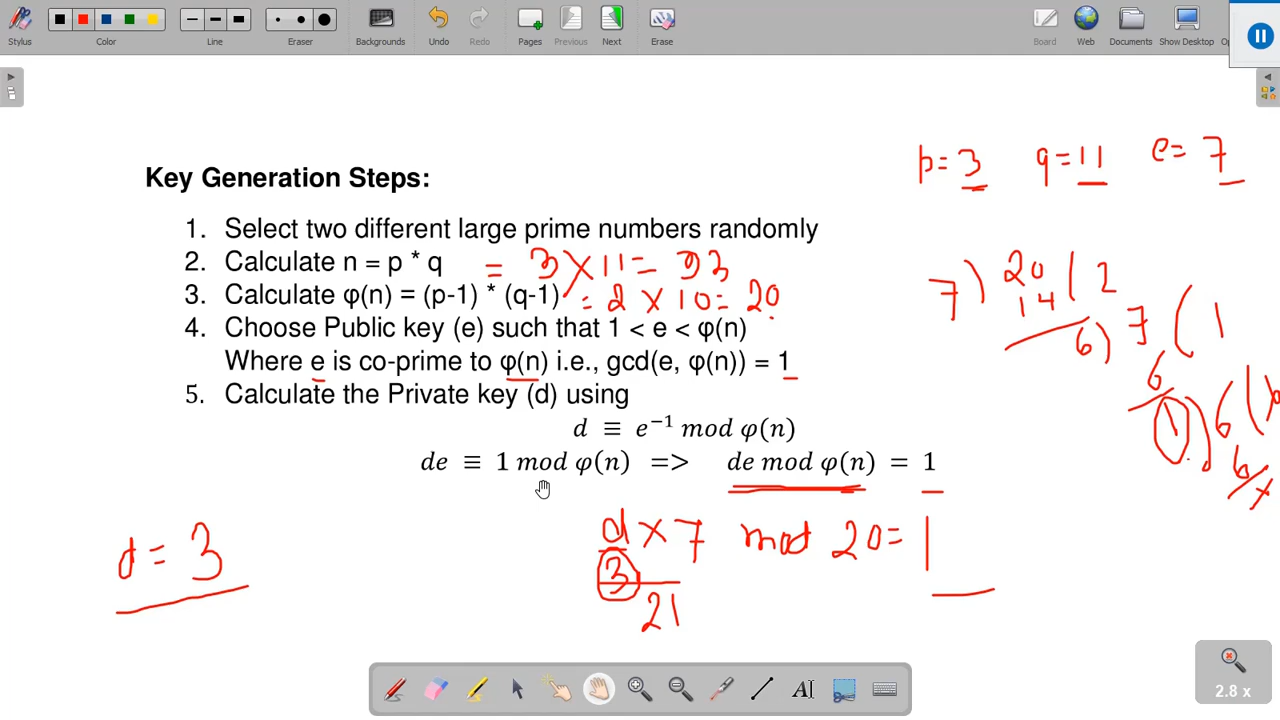 Stylus Color Line Eraser Backgrounds Undo Redo Pages Previous Next Erase Board Web Documents Show Desktop
p = 3 q = 11 e = 7
Key Generation Steps:
1. Select two different large prime numbers randomly
2. Calculate n = p * q = 3 × 11 = 33
3. Calculate φ(n) = (p-1) * (q-1) = 2 × 10 = 20
4. Choose Public key (e) such that 1 < e < φ(n)
Where e is co-prime to φ(n) i.e., gcd(e, φ(n)) = 1
5. Calculate the Private key (d) using
d ≡ e⁻¹ mod φ(n)
de ≡ 1 mod φ(n) => de mod φ(n) = 1
7 ) 20 ( 2
14
6 ) 7 ( 1
6
1 ) 6 (
6
d × 7 mod 20 = 1
3
21
d = 3
2.8 x